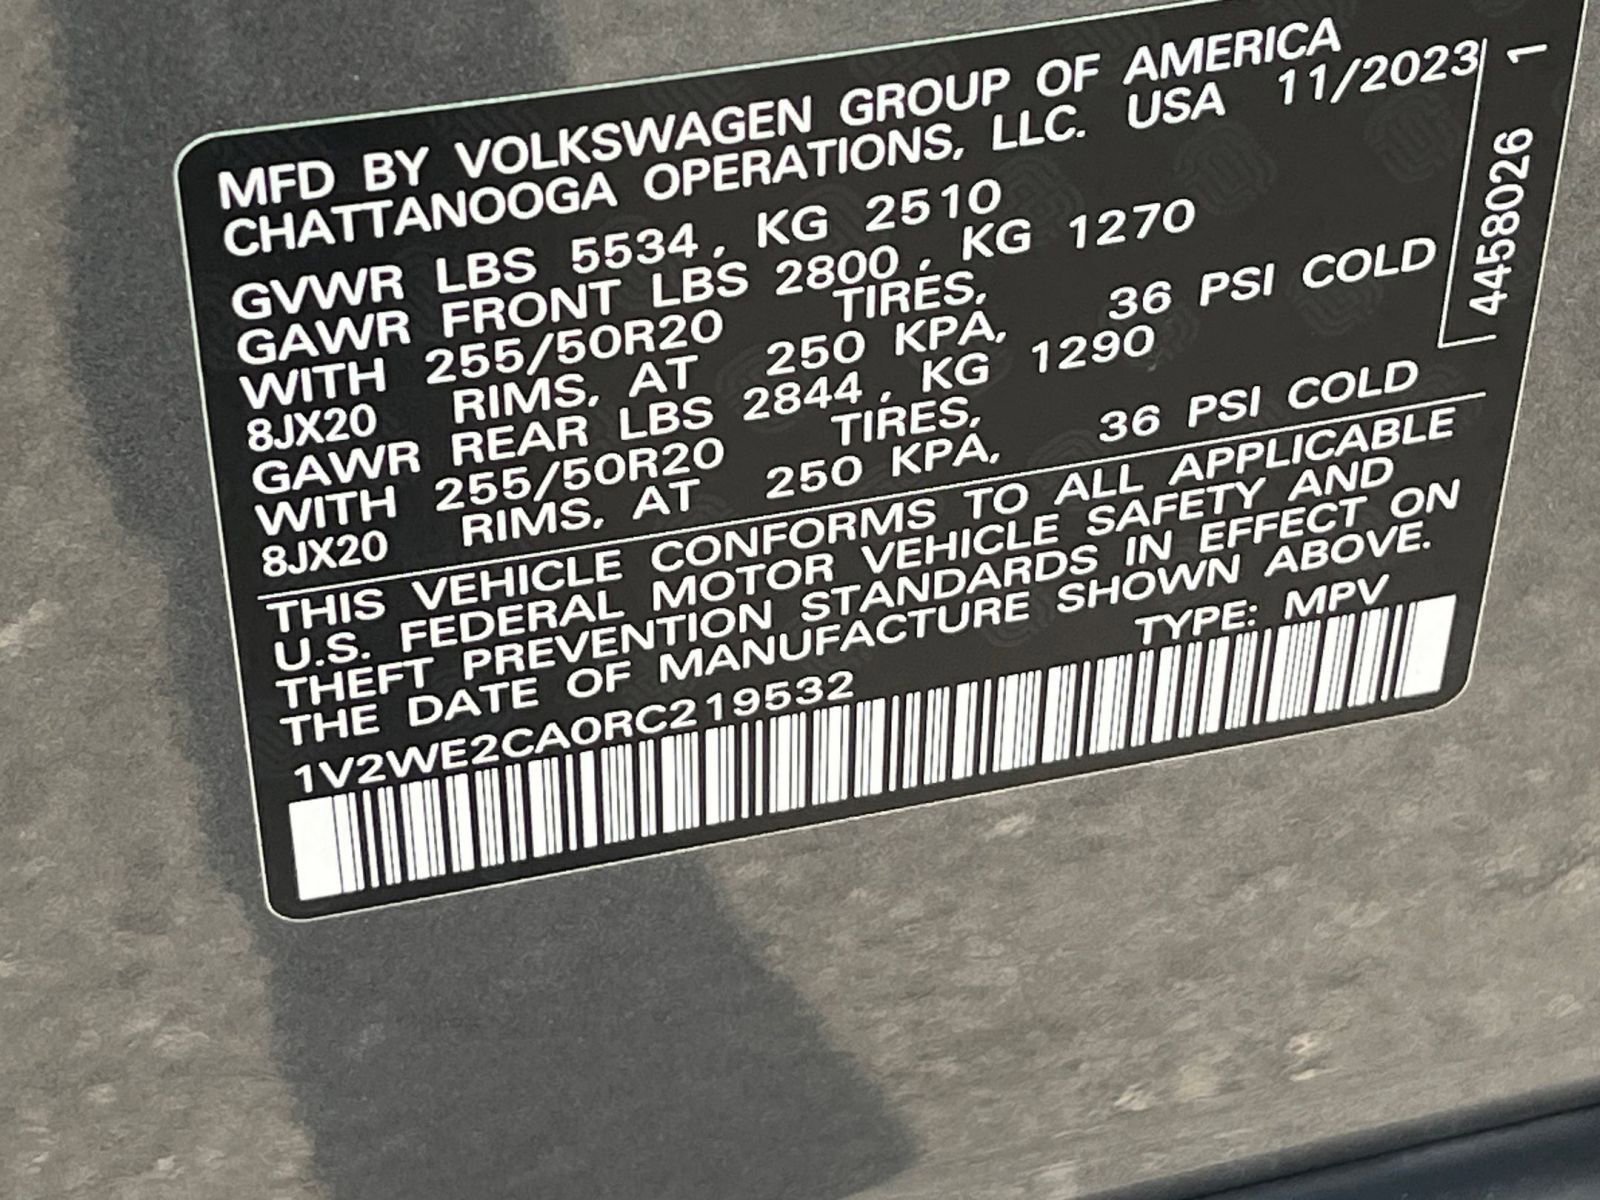 MFD BY VOLKSWAGEN GROUP OF AMERICA
CHATTANOOGA OPERATIONS, LLC. USA 11/2023
GVWR LBS 5534, KG 2510
GAWR FRONT LBS 2800, KG 1270
WITH 255/50R20 TIRES,
8JX20 RIMS, AT 250 KPA, 36 PSI COLD
GAWR REAR LBS 2844, KG 1290
WITH 255/50R20 TIRES,
8JX20 RIMS, AT 250 KPA, 36 PSI COLD
THIS VEHICLE CONFORMS TO ALL APPLICABLE
U.S. FEDERAL MOTOR VEHICLE SAFETY AND
THEFT PREVENTION STANDARDS IN EFFECT ON
THE DATE OF MANUFACTURE SHOWN ABOVE.
1V2WE2CA0RC219532 TYPE: MPV
4458026 1